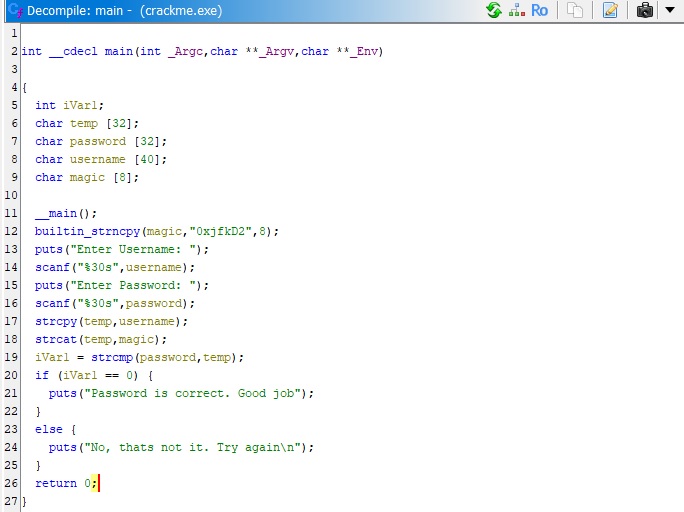 Decompile: main - (crackme.exe)
Ro
1
2 int __cdecl main(int _Argc,char **_Argv,char **_Env)
3
4 {
5   int iVar1;
6   char temp [32];
7   char password [32];
8   char username [40];
9   char magic [8];
10
11   __main();
12   builtin_strncpy(magic,"0xjfkD2",8);
13   puts("Enter Username: ");
14   scanf("%30s",username);
15   puts("Enter Password: ");
16   scanf("%30s",password);
17   strcpy(temp,username);
18   strcat(temp,magic);
19   iVar1 = strcmp(password,temp);
20   if (iVar1 == 0) {
21     puts("Password is correct. Good job");
22   }
23   else {
24     puts("No, thats not it. Try again\n");
25   }
26   return 0;
27 }